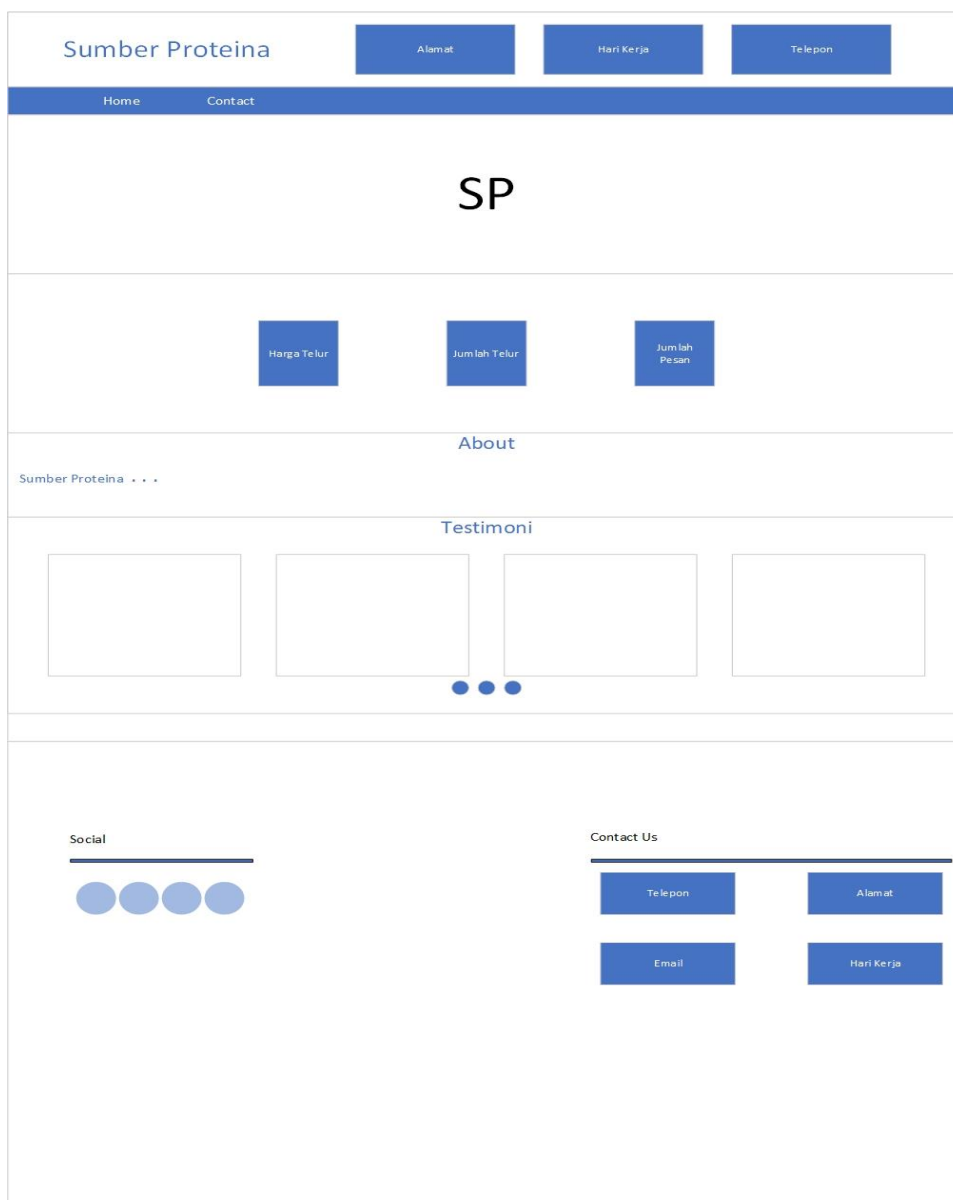 Sumber Proteina
Alamat
Hari Kerja
Telepon
Home
Contact
SP
Harga Telur
Jumlah Telur
Jumlah
Pesan
About
Sumber Proteina . . .
Testimoni
Social
Contact Us
Telepon
Alamat
Email
Hari Kerja